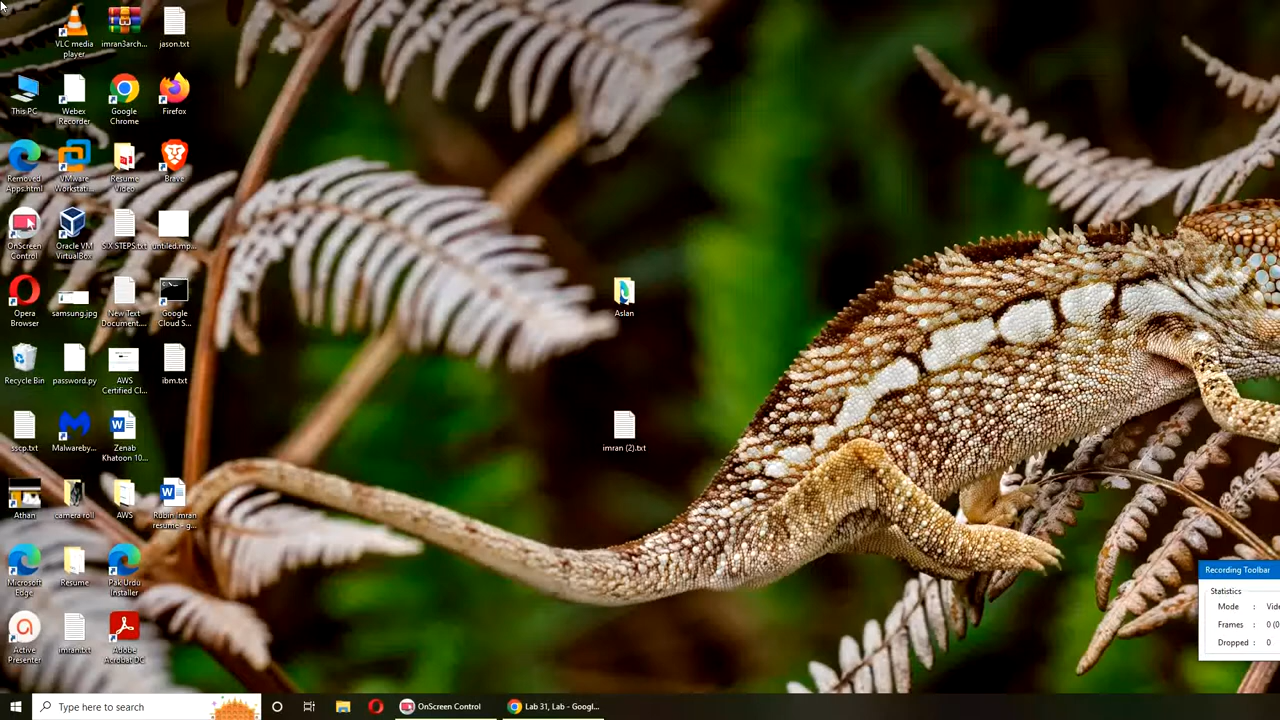 VLC media
player
imran3arch...
jason.txt
This PC
Webex
Recorder
Google
Chrome
Firefox
Removed
Apps.html
VMware
Workstati...
Resume
Video
Brave
OnScreen
Control
Oracle VM
VirtualBox
SIX STEPS.txt
untiled.mp...
Opera
Browser
samsung.jpg
New Text
Document...
Google
Cloud S...
Recycle Bin
password.py
AWS
Certified Cl...
ibm.txt
sscp.txt
Malwareby...
Zenab
Khatoon 10...
Athan
camera roll
AWS
Rubin imran
resume - g...
Microsoft
Edge
Resume
Pak Urdu
Installer
Active
Presenter
imran.txt
Adobe
Acrobat DC
Aslan
imran (2).txt
Recording Toolbar
Statistics
Mode :
Frames : 0 (0
Dropped : 0
Type here to search
OnScreen Control
Lab 31, Lab - Googl...